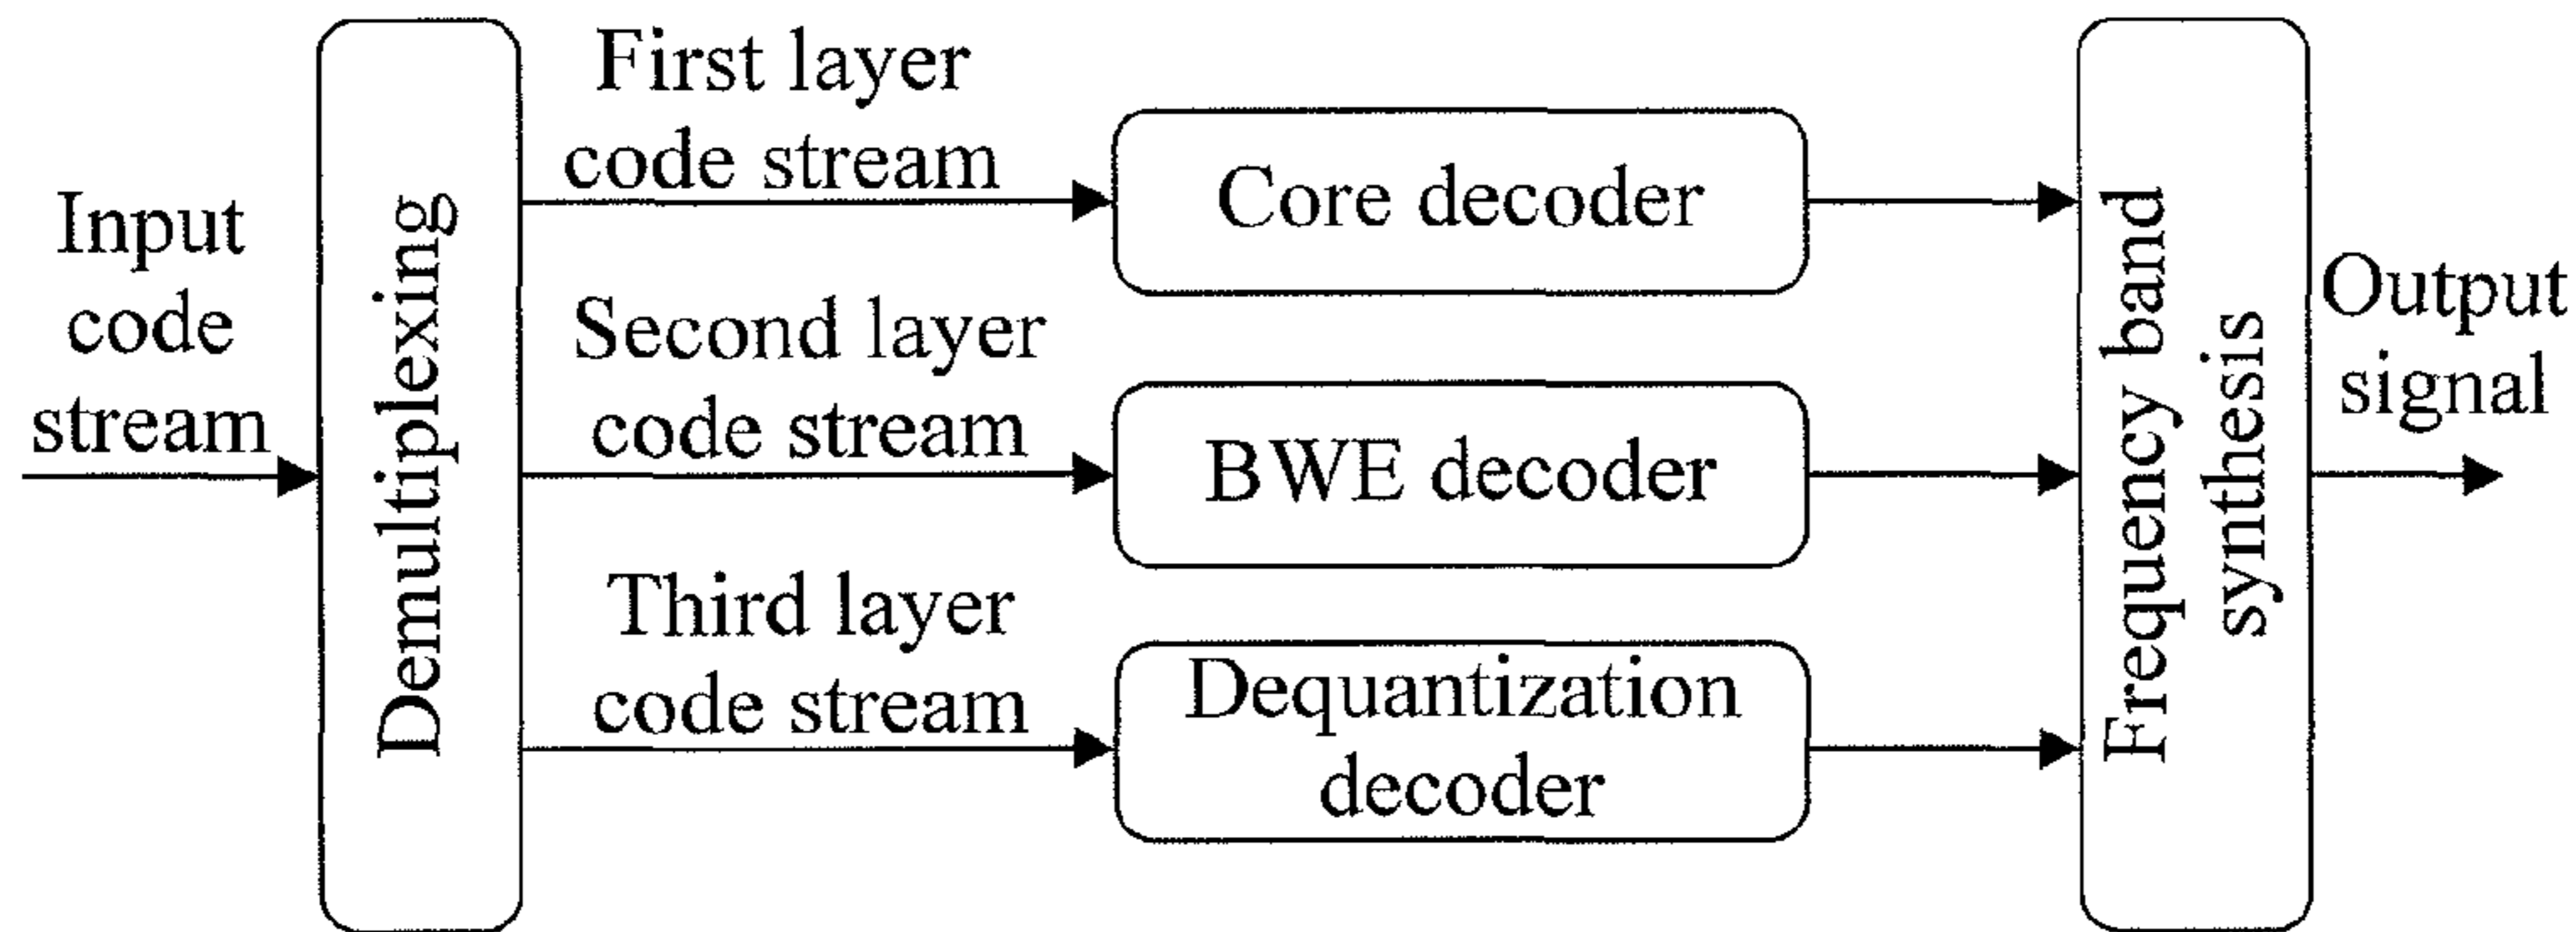 Input
code
stream
Demultiplexing
First layer
code stream
Second layer
code stream
Third layer
code stream
Core decoder
BWE decoder
Dequantization
decoder
Frequency band
synthesis
Output
signal